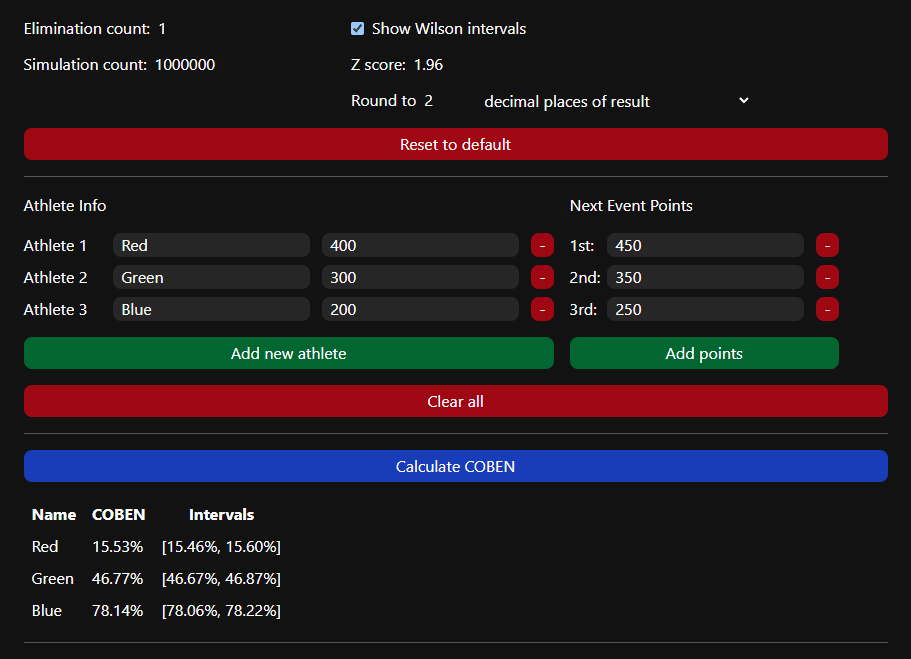 Elimination count: 1
Show Wilson intervals
Simulation count: 1000000
Z score: 1.96
Round to 2 decimal places of result
Reset to default
Athlete Info
Next Event Points
Athlete 1 Red 400 - 1st: 450 -
Athlete 2 Green 300 - 2nd: 350 -
Athlete 3 Blue 200 - 3rd: 250 -
Add new athlete
Add points
Clear all
Calculate COBEN
Name COBEN Intervals
Red 15.53% [15.46%, 15.60%]
Green 46.77% [46.67%, 46.87%]
Blue 78.14% [78.06%, 78.22%]